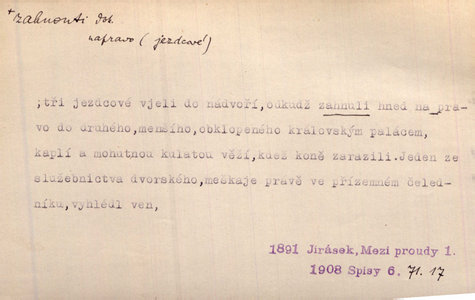 +zahnouti dok.
napravo (jezdcové)
;tři jezdcové vjeli do nádvoří,odkudž zahnuli hned na pra-
vo do druhého,menšího,obklopeného královským palácem,
kaplí a mohutnou kulatou věží,kdež koně zarazili.Jeden ze
služebnictva dvorského,meškaje právě ve přízemném čeled-
níku,vyhlédl ven,
1891 Jirásek,Mezi proudy 1.
1908 Spisy 6. 71.17